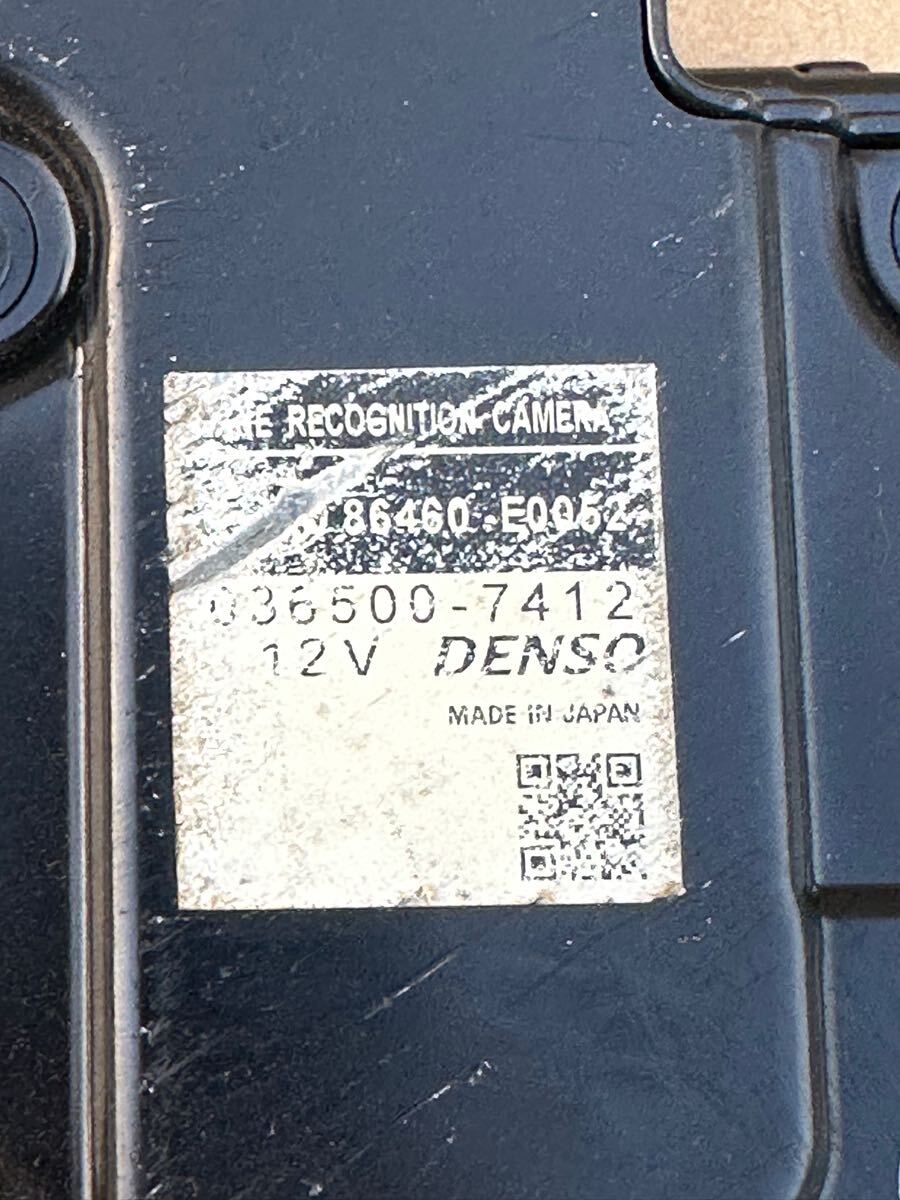 RECOGNITION CAMERA
86460-E0052
036500-7412
12V DENSO
MADE IN JAPAN